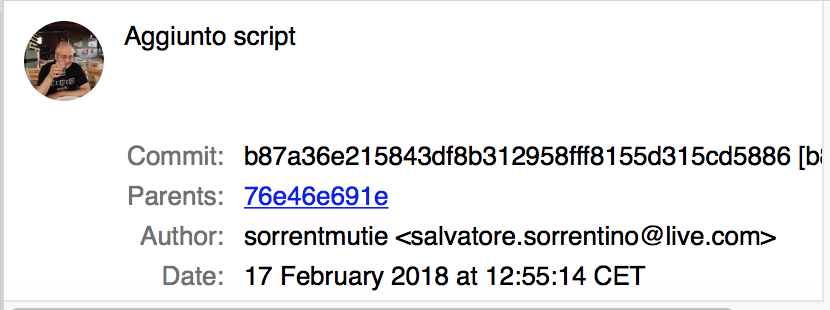 Aggiunto script
Commit: b87a36e215843df8b312958fff8155d315cd5886 [b8
Parents: 76e46e691e
Author: sorrentmutie <salvatore.sorrentino@live.com>
Date: 17 February 2018 at 12:55:14 CET